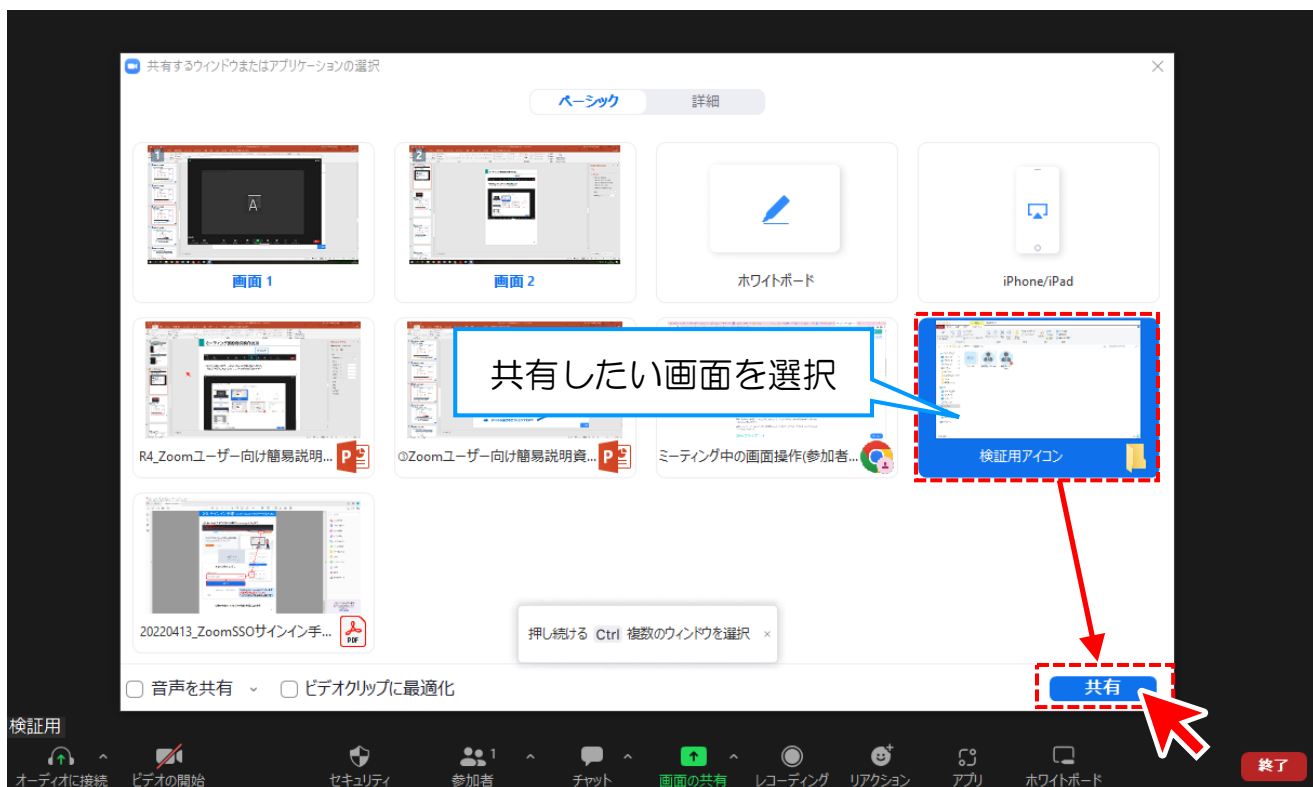 共有するウィンドウまたはアプリケーションの選択
ベーシック 詳細
1
2
画面 1
画面 2
ホワイトボード
iPhone/iPad
共有したい画面を選択
R4_Zoomユーザー向け簡易説明...
①Zoomユーザー向け簡易説明資...
ミーティング中の画面操作(参加者...
検証用アイコン
20220413_ZoomSSOサインイン手...
PDF
押し続ける Ctrl 複数のウィンドウを選択
音声を共有
ビデオクリップに最適化
共有
検証用
オーディオに接続
ビデオの開始
セキュリティ
1
参加者
チャット
画面の共有
レコーディング
リアクション
アプリ
ホワイトボード
終了